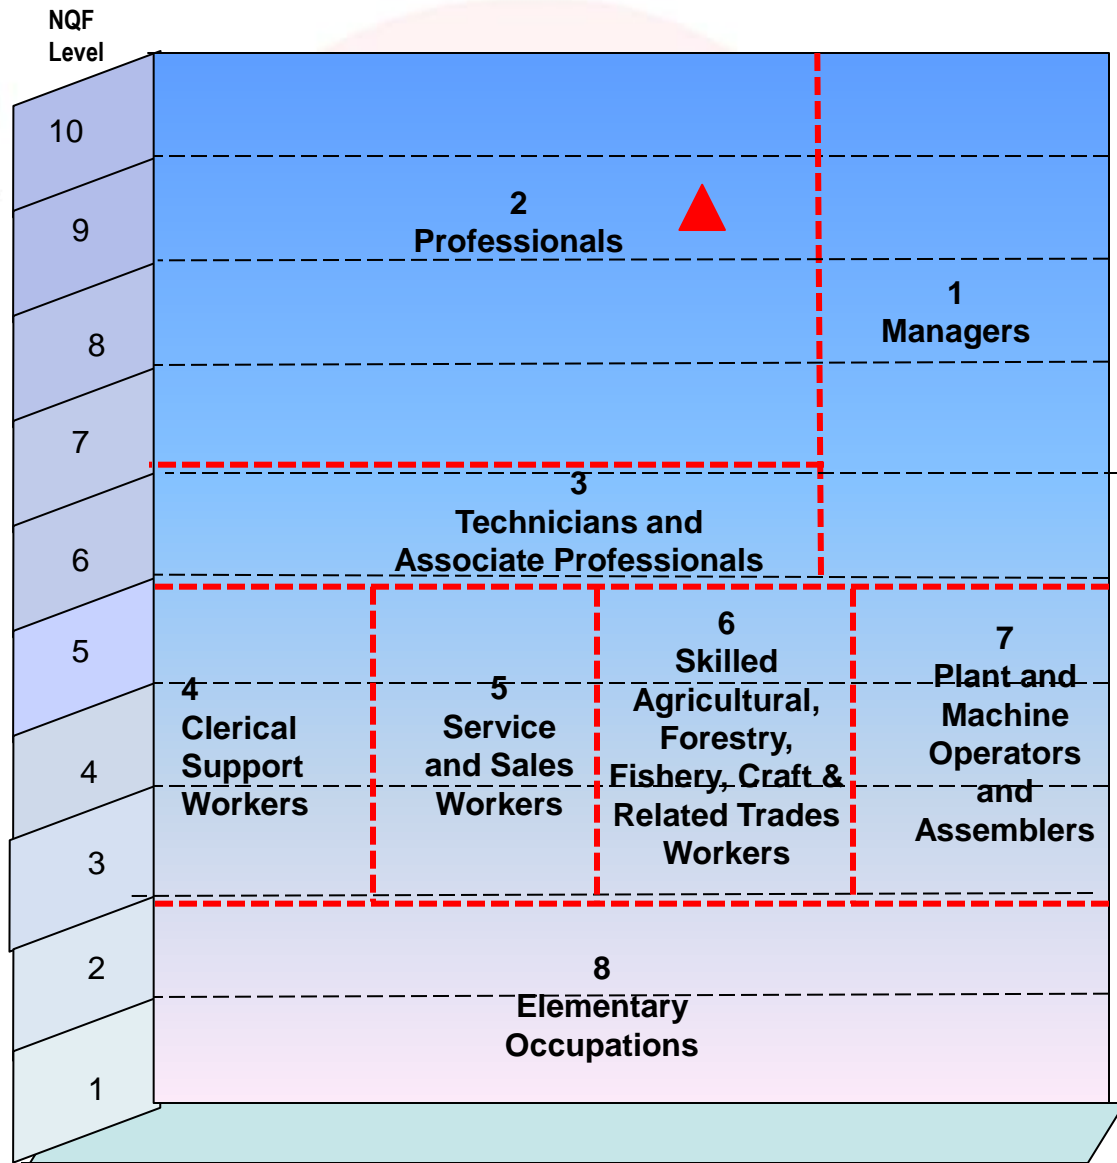 NQF
Level
10
9
8
7
6
5
4
3
2
1
2
Professionals
1
Managers
3
Technicians and
Associate Professionals
4
Clerical
Support
Workers
5
Service
and Sales
Workers
6
Skilled
Agricultural,
Forestry,
Fishery, Craft &
Related Trades
Workers
7
Plant and
Machine
Operators
and
Assemblers
8
Elementary
Occupations